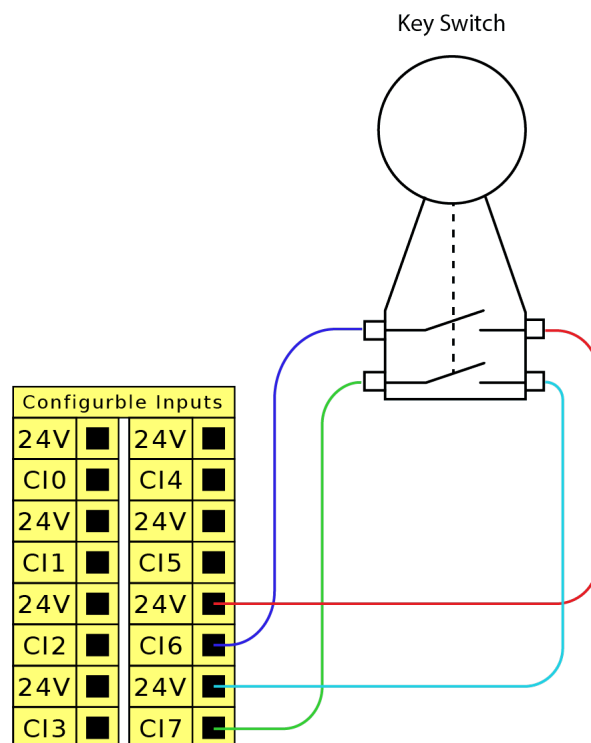 Key Switch
Configurble Inputs
24V 24V
CI0 CI4
24V 24V
CI1 CI5
24V 24V
CI2 CI6
24V 24V
CI3 CI7